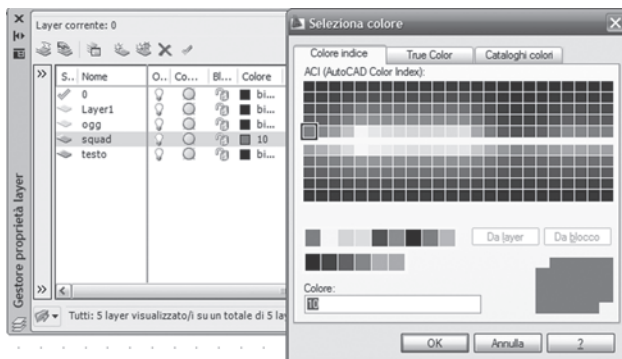 Layer corrente: 0
S.. Nome O.. Co... Bl... Colore
0 bi...
Layer1 bi...
ogg bi...
squad 10
testo bi...
Gestore proprietà layer
Tutti: 5 layer visualizzato/i su un totale di 5 lay
Seleziona colore
Colore indice True Color Cataloghi colori
ACI (AutoCAD Color Index):
Da layer Da blocco
Colore:
10
OK Annulla ?